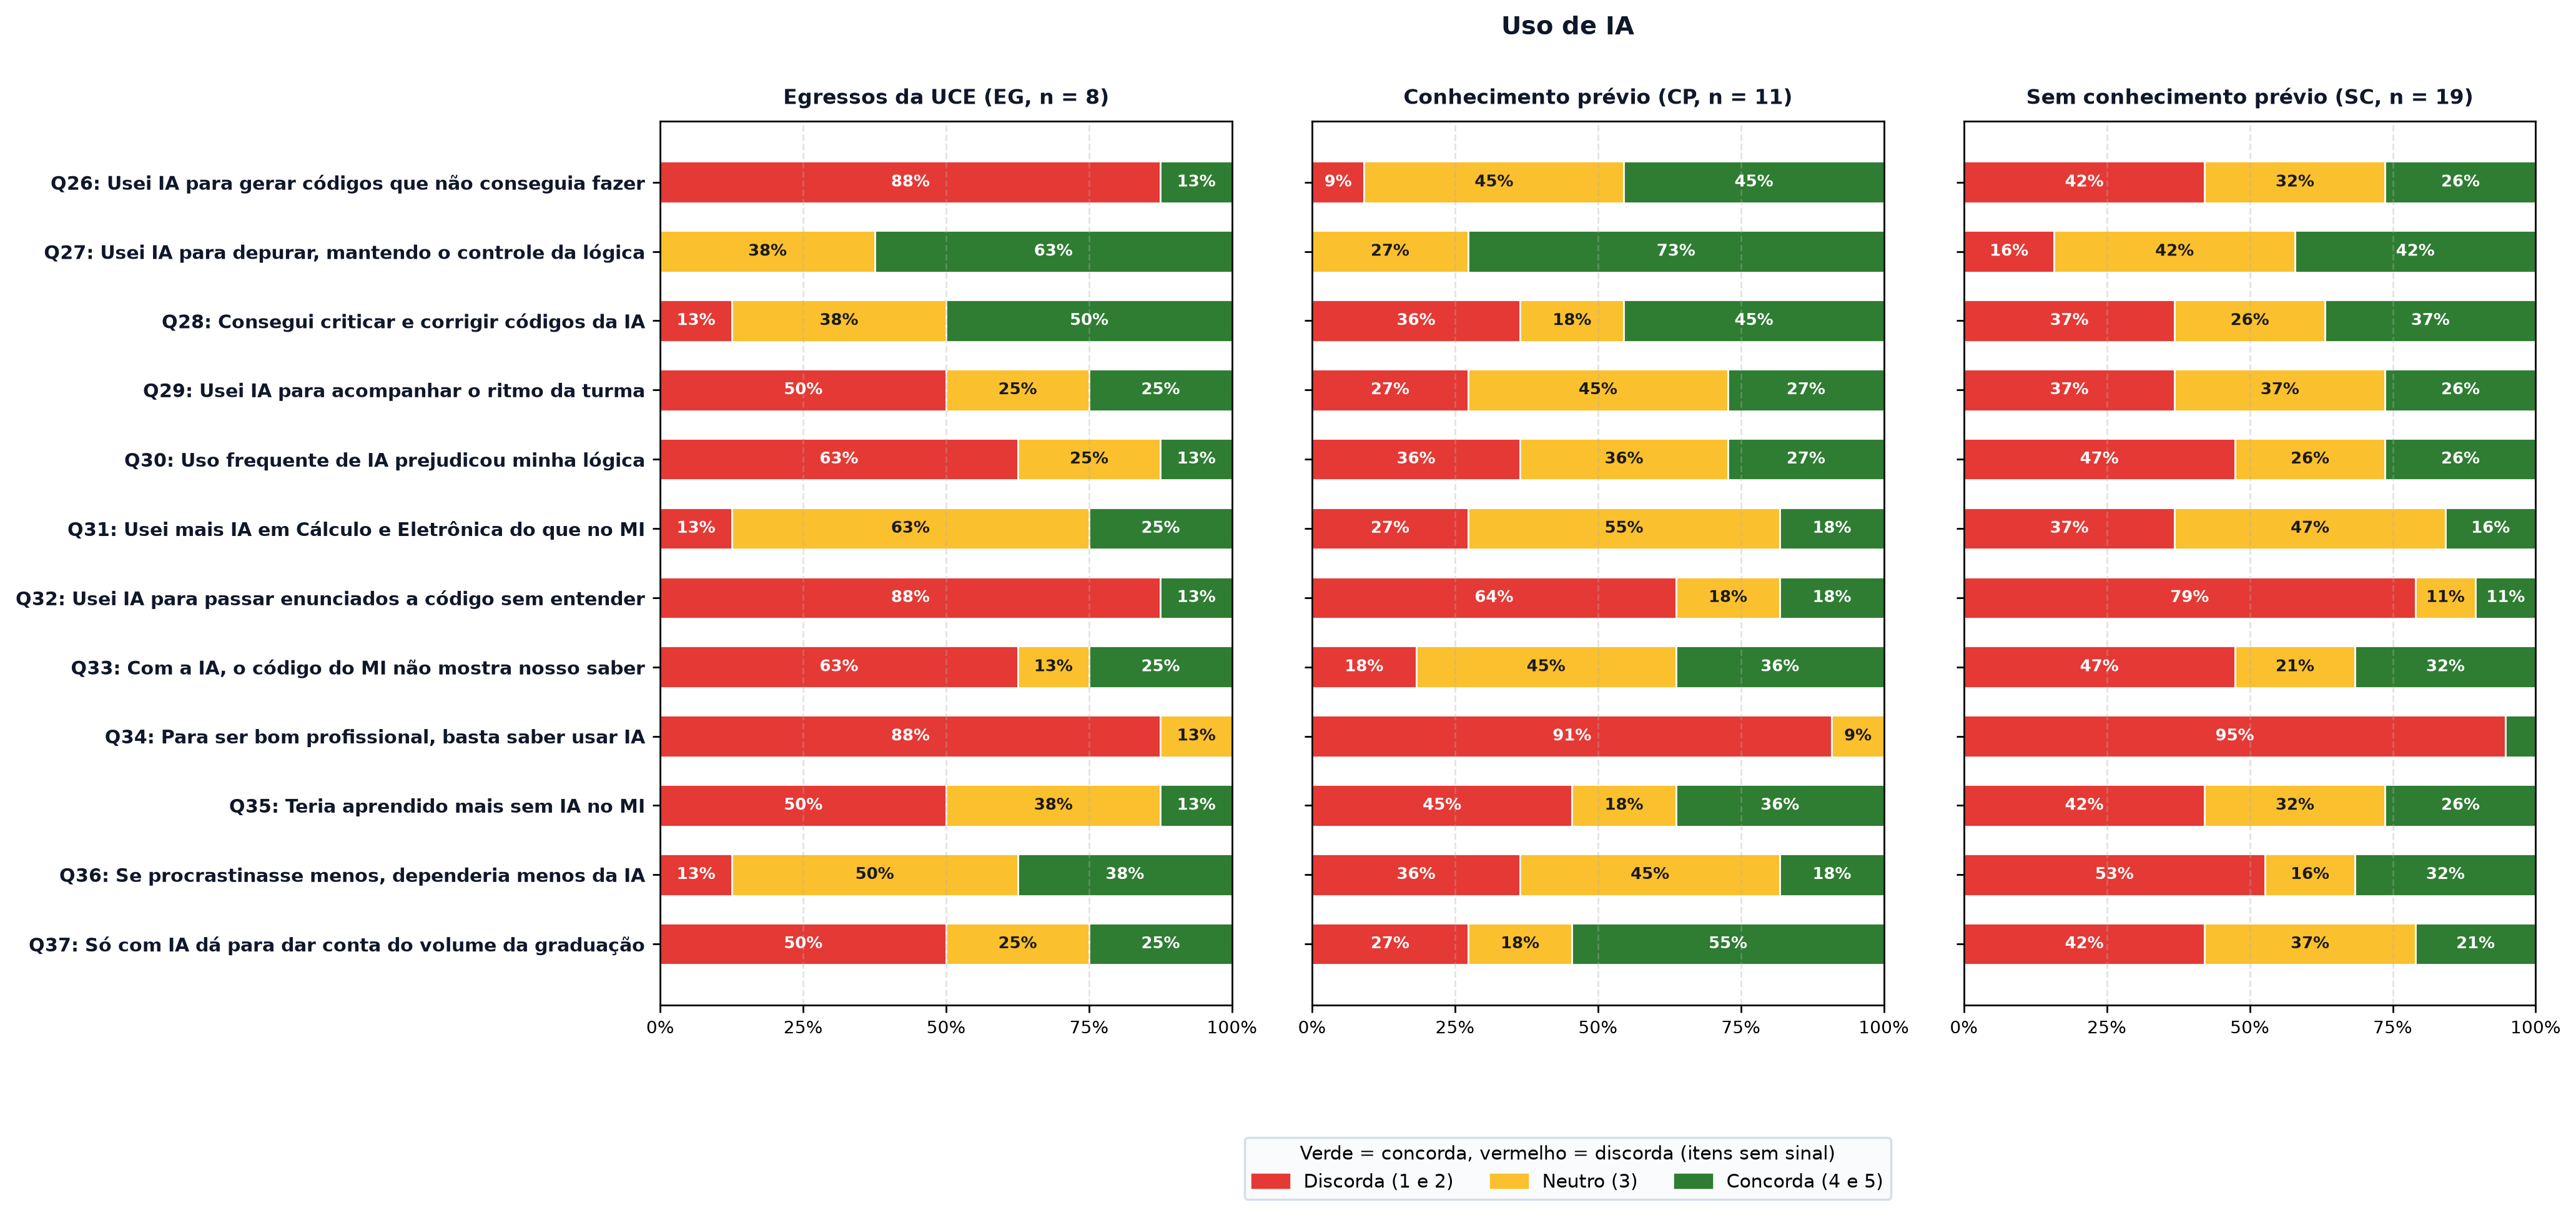 Uso de IA
Egressos da UCE (EG, n = 8)
Conhecimento prévio (CP, n = 11)
Sem conhecimento prévio (SC, n = 19)
Q26: Usei IA para gerar códigos que não conseguia fazer
88% 13%
9% 45% 45%
42% 32% 26%
Q27: Usei IA para depurar, mantendo o controle da lógica
38% 63%
27% 73%
16% 42% 42%
Q28: Consegui criticar e corrigir códigos da IA
13% 38% 50%
36% 18% 45%
37% 26% 37%
Q29: Usei IA para acompanhar o ritmo da turma
50% 25% 25%
27% 45% 27%
37% 37% 26%
Q30: Uso frequente de IA prejudicou minha lógica
63% 25% 13%
36% 36% 27%
47% 26% 26%
Q31: Usei mais IA em Cálculo e Eletrônica do que no MI
13% 63% 25%
27% 55% 18%
37% 47% 16%
Q32: Usei IA para passar enunciados a código sem entender
88% 13%
64% 18% 18%
79% 11% 11%
Q33: Com a IA, o código do MI não mostra nosso saber
63% 13% 25%
18% 45% 36%
47% 21% 32%
Q34: Para ser bom profissional, basta saber usar IA
88% 13%
91% 9%
95%
Q35: Teria aprendido mais sem IA no MI
50% 38% 13%
45% 18% 36%
42% 32% 26%
Q36: Se procrastinasse menos, dependeria menos da IA
13% 50% 38%
36% 45% 18%
53% 16% 32%
Q37: Só com IA dá para dar conta do volume da graduação
50% 25% 25%
27% 18% 55%
42% 37% 21%
0% 25% 50% 75% 100%
0% 25% 50% 75% 100%
0% 25% 50% 75% 100%
Verde = concorda, vermelho = discorda (itens sem sinal)
Discorda (1 e 2) Neutro (3) Concorda (4 e 5)